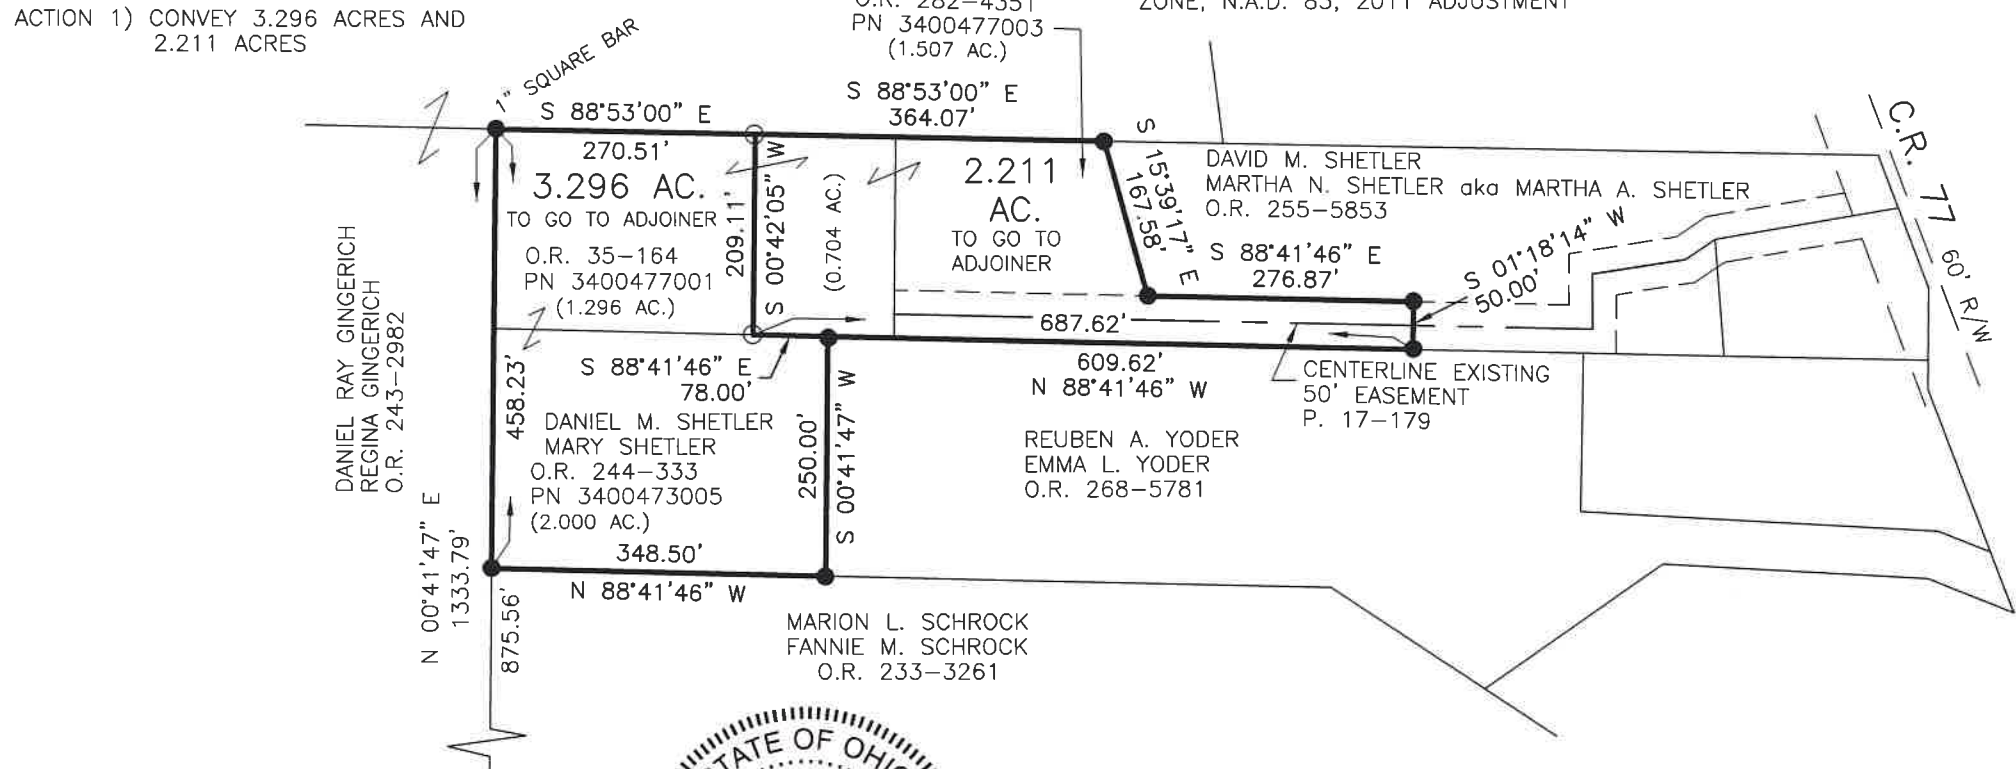 ACTION 1) CONVEY 3.296 ACRES AND
2.211 ACRES
O.R. 282-4351
PN 3400477003
(1.507 AC.)
ZONE, N.A.D. 83, 2011 ADJUSTMENT
1" SQUARE BAR
S 88°53'00" E
270.51'
S 88°53'00" E
364.07'
3.296 AC.
TO GO TO ADJOINER
O.R. 35-164
PN 3400477001
(1.296 AC.)
209.11'
S 00°42'05" W
(0.704 AC.)
2.211
AC.
TO GO TO
ADJOINER
S 15°39'17" E
167.58'
DAVID M. SHETLER
MARTHA N. SHETLER aka MARTHA A. SHETLER
O.R. 255-5853
S 88°41'46" E
276.87'
S 01°18'14" W
50.00'
C.R. 77
60' R/W
687.62'
609.62'
N 88°41'46" W
CENTERLINE EXISTING
50' EASEMENT
P. 17-179
S 88°41'46" E
78.00'
DANIEL RAY GINGERICH
REGINA GINGERICH
O.R. 243-2982
458.23'
DANIEL M. SHETLER
MARY SHETLER
O.R. 244-333
PN 3400473005
(2.000 AC.)
250.00'
S 00°41'47" W
REUBEN A. YODER
EMMA L. YODER
O.R. 268-5781
348.50'
N 88°41'46" W
N 00°41'47" E
1333.79'
875.56'
MARION L. SCHROCK
FANNIE M. SCHROCK
O.R. 233-3261
STATE OF OHIO